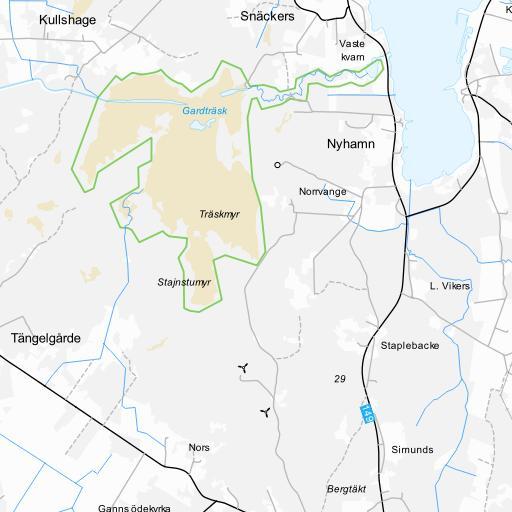 Kullshage
Snäckers
K
Vaste
kvarn
Gardträsk
Nyhamn
Norrvange
Träskmyr
Stajnstumyr
L. Vikers
Tängelgårde
Staplebacke
29
149
Nors
Simunds
Bergtäkt
Ganns ödekyrka